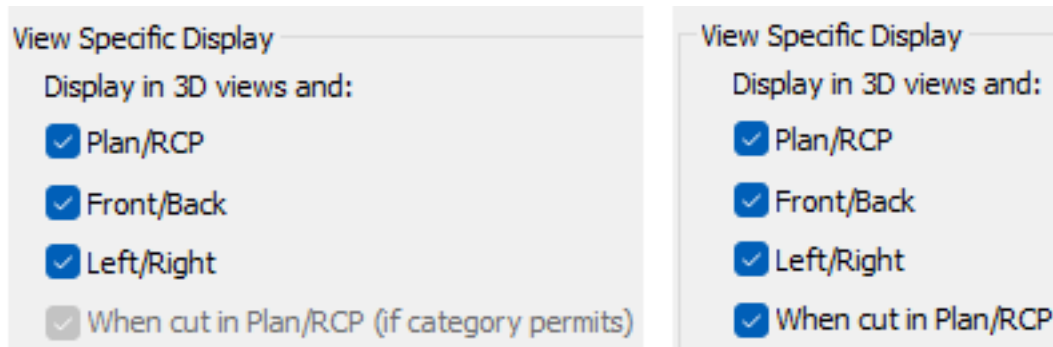 View Specific Display
Display in 3D views and:
Plan/RCP
Front/Back
Left/Right
When cut in Plan/RCP (if category permits)
View Specific Display
Display in 3D views and:
Plan/RCP
Front/Back
Left/Right
When cut in Plan/RCP